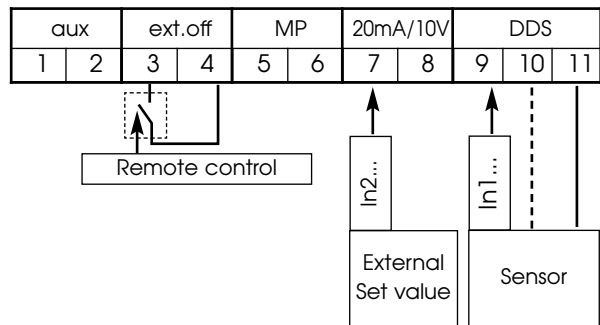 aux ext.off MP 20mA/10V DDS
1 2 3 4 5 6 7 8 9 10 11
Remote control
In2...
In1...
External
Set value
Sensor